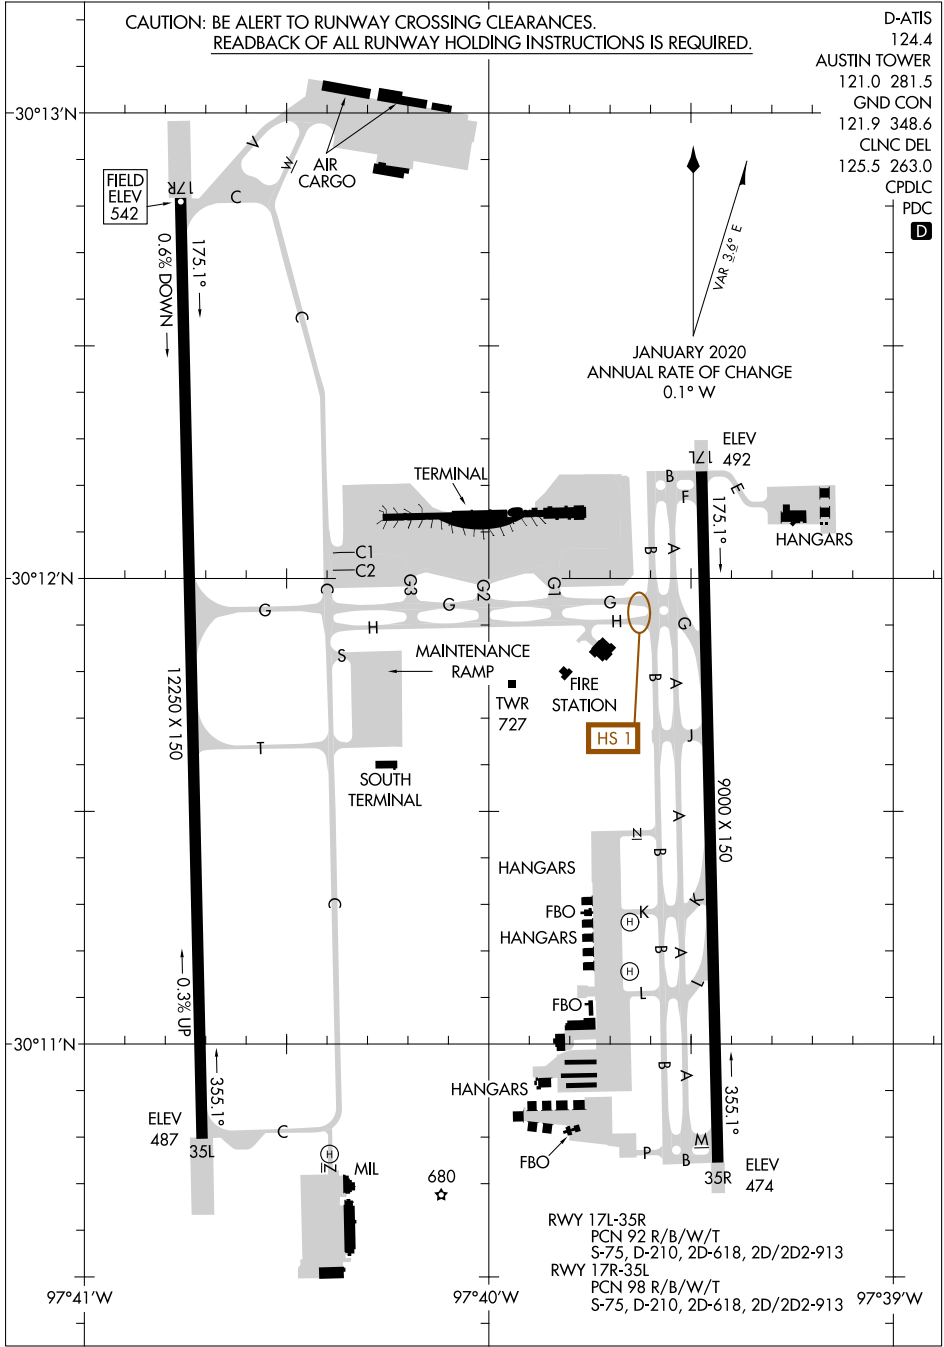 CAUTION: BE ALERT TO RUNWAY CROSSING CLEARANCES.
READBACK OF ALL RUNWAY HOLDING INSTRUCTIONS IS REQUIRED.
D-ATIS
124.4
AUSTIN TOWER
121.0 281.5
GND CON
121.9 348.6
CLNC DEL
125.5 263.0
CPDLC
PDC
D
30°13'N
V
W
AIR
CARGO
FIELD
ELEV
542
17R
C
175.1°
0.6% DOWN
VAR 3.6° E
C
JANUARY 2020
ANNUAL RATE OF CHANGE
0.1° W
ELEV
492
17L
TERMINAL
B
F
E
175.1°
HANGARS
B
A
C1
C2
30°12'N
C
G3
G2
G1
G
G
G
H
H
G
S
MAINTENANCE
RAMP
FIRE
STATION
TWR
727
B
A
12250 X 150
HS 1
J
T
SOUTH
TERMINAL
9000 X 150
A
N
B
HANGARS
C
FBO
K
K
H
HANGARS
B
A
H
L
L
0.3% UP
FBO
30°11'N
B
A
355.1°
355.1°
HANGARS
ELEV
487
35L
C
M
P
B
FBO
H
N
MIL
680
35R
ELEV
474
RWY 17L-35R
PCN 92 R/B/W/T
S-75, D-210, 2D-618, 2D/2D2-913
RWY 17R-35L
PCN 98 R/B/W/T
S-75, D-210, 2D-618, 2D/2D2-913
97°41'W
97°40'W
97°39'W